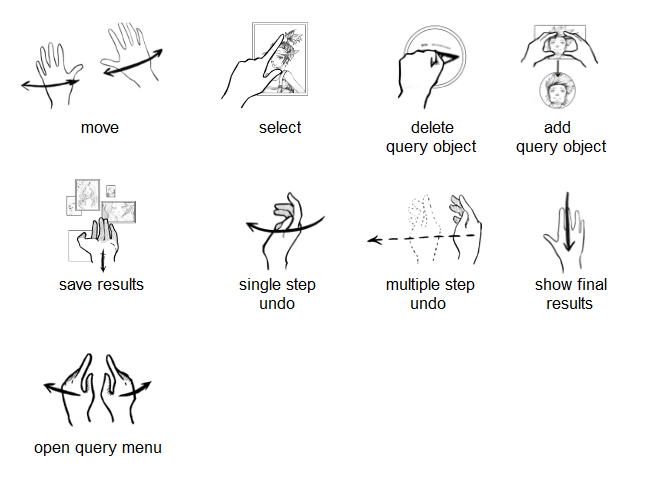 move
select
delete
query object
add
query object
save results
single step
undo
multiple step
undo
show final
results
open query menu